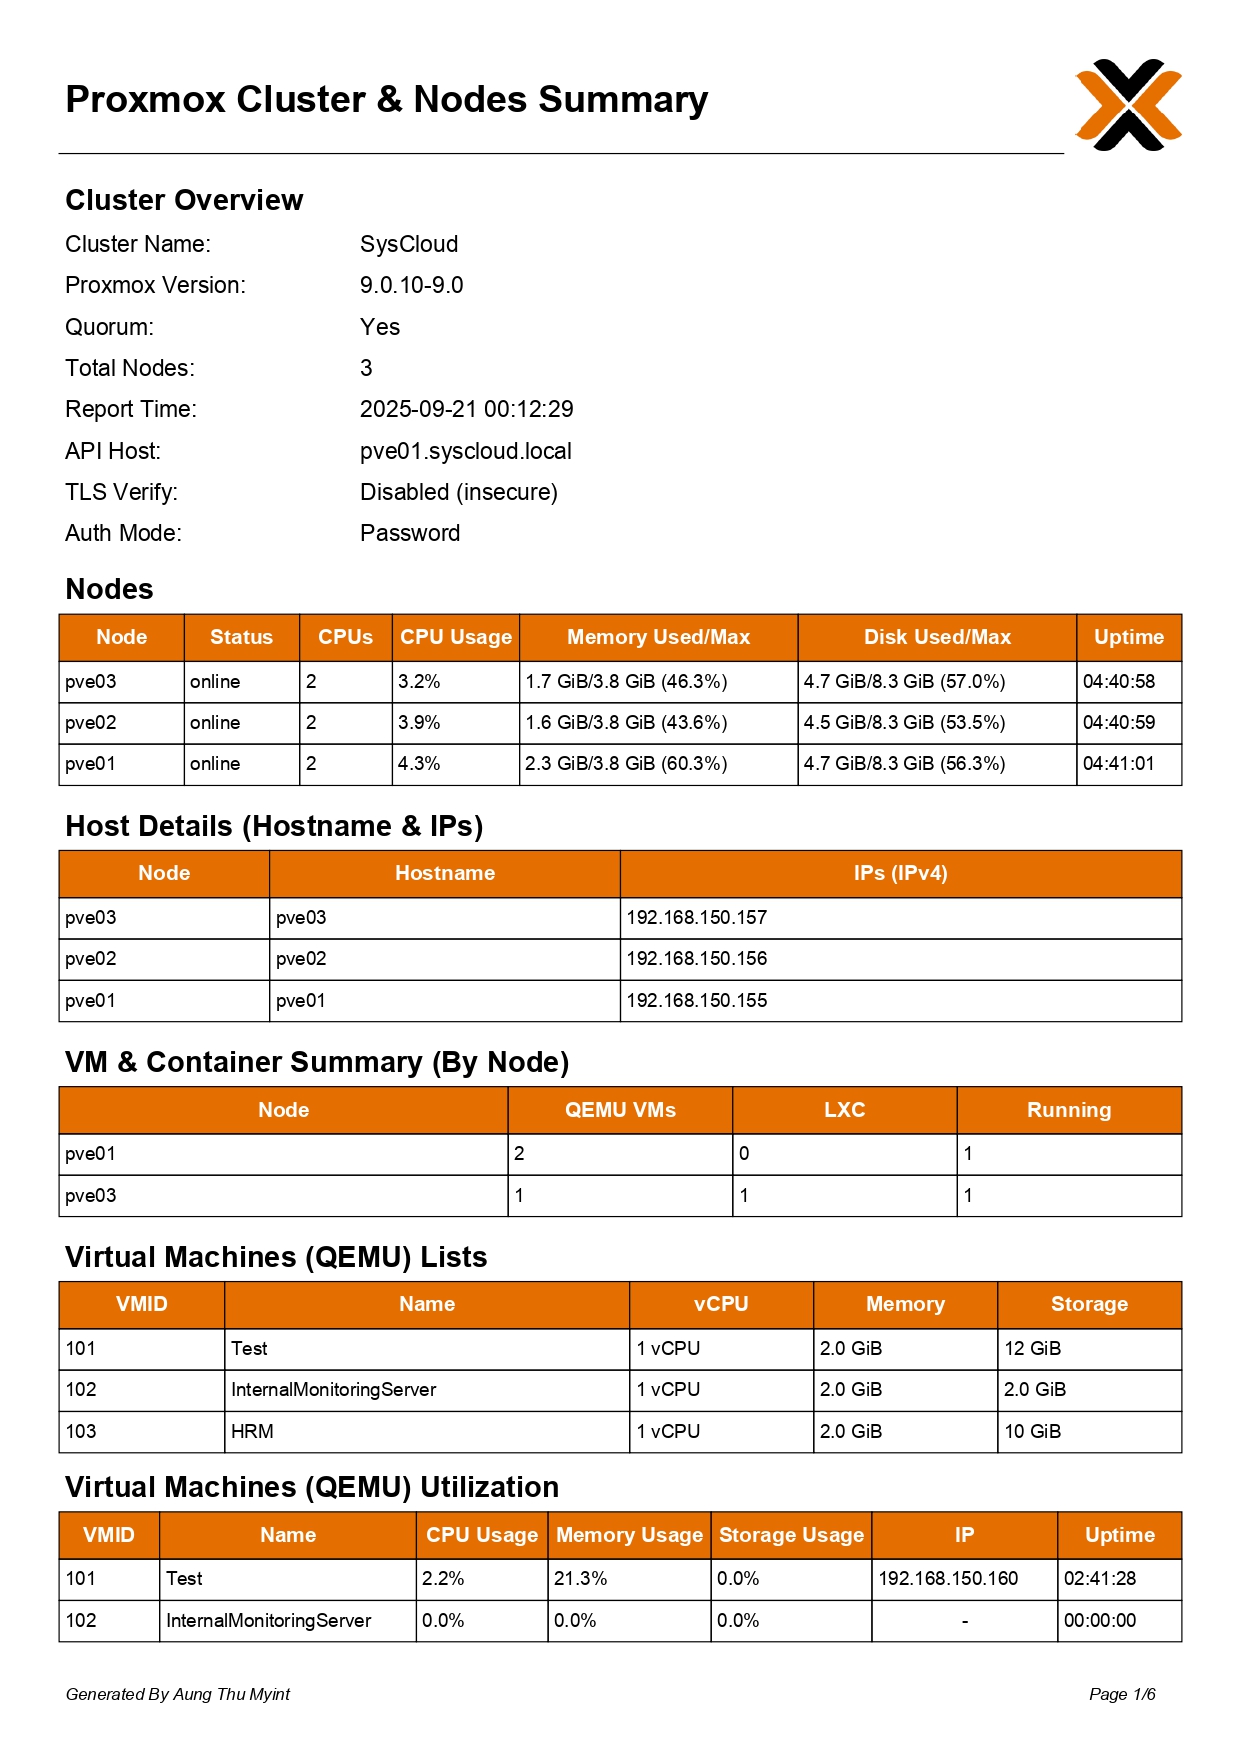 Proxmox Cluster & Nodes Summary
Cluster Overview
Cluster Name: SysCloud
Proxmox Version: 9.0.10-9.0
Quorum: Yes
Total Nodes: 3
Report Time: 2025-09-21 00:12:29
API Host: pve01.syscloud.local
TLS Verify: Disabled (insecure)
Auth Mode: Password
Nodes
Node Status CPUs CPU Usage Memory Used/Max Disk Used/Max Uptime
pve03 online 2 3.2% 1.7 GiB/3.8 GiB (46.3%) 4.7 GiB/8.3 GiB (57.0%) 04:40:58
pve02 online 2 3.9% 1.6 GiB/3.8 GiB (43.6%) 4.5 GiB/8.3 GiB (53.5%) 04:40:59
pve01 online 2 4.3% 2.3 GiB/3.8 GiB (60.3%) 4.7 GiB/8.3 GiB (56.3%) 04:41:01
Host Details (Hostname & IPs)
Node Hostname IPs (IPv4)
pve03 pve03 192.168.150.157
pve02 pve02 192.168.150.156
pve01 pve01 192.168.150.155
VM & Container Summary (By Node)
Node QEMU VMs LXC Running
pve01 2 0 1
pve03 1 1 1
Virtual Machines (QEMU) Lists
VMID Name vCPU Memory Storage
101 Test 1 vCPU 2.0 GiB 12 GiB
102 InternalMonitoringServer 1 vCPU 2.0 GiB 2.0 GiB
103 HRM 1 vCPU 2.0 GiB 10 GiB
Virtual Machines (QEMU) Utilization
VMID Name CPU Usage Memory Usage Storage Usage IP Uptime
101 Test 2.2% 21.3% 0.0% 192.168.150.160 02:41:28
102 InternalMonitoringServer 0.0% 0.0% 0.0% - 00:00:00
Generated By Aung Thu Myint Page 1/6